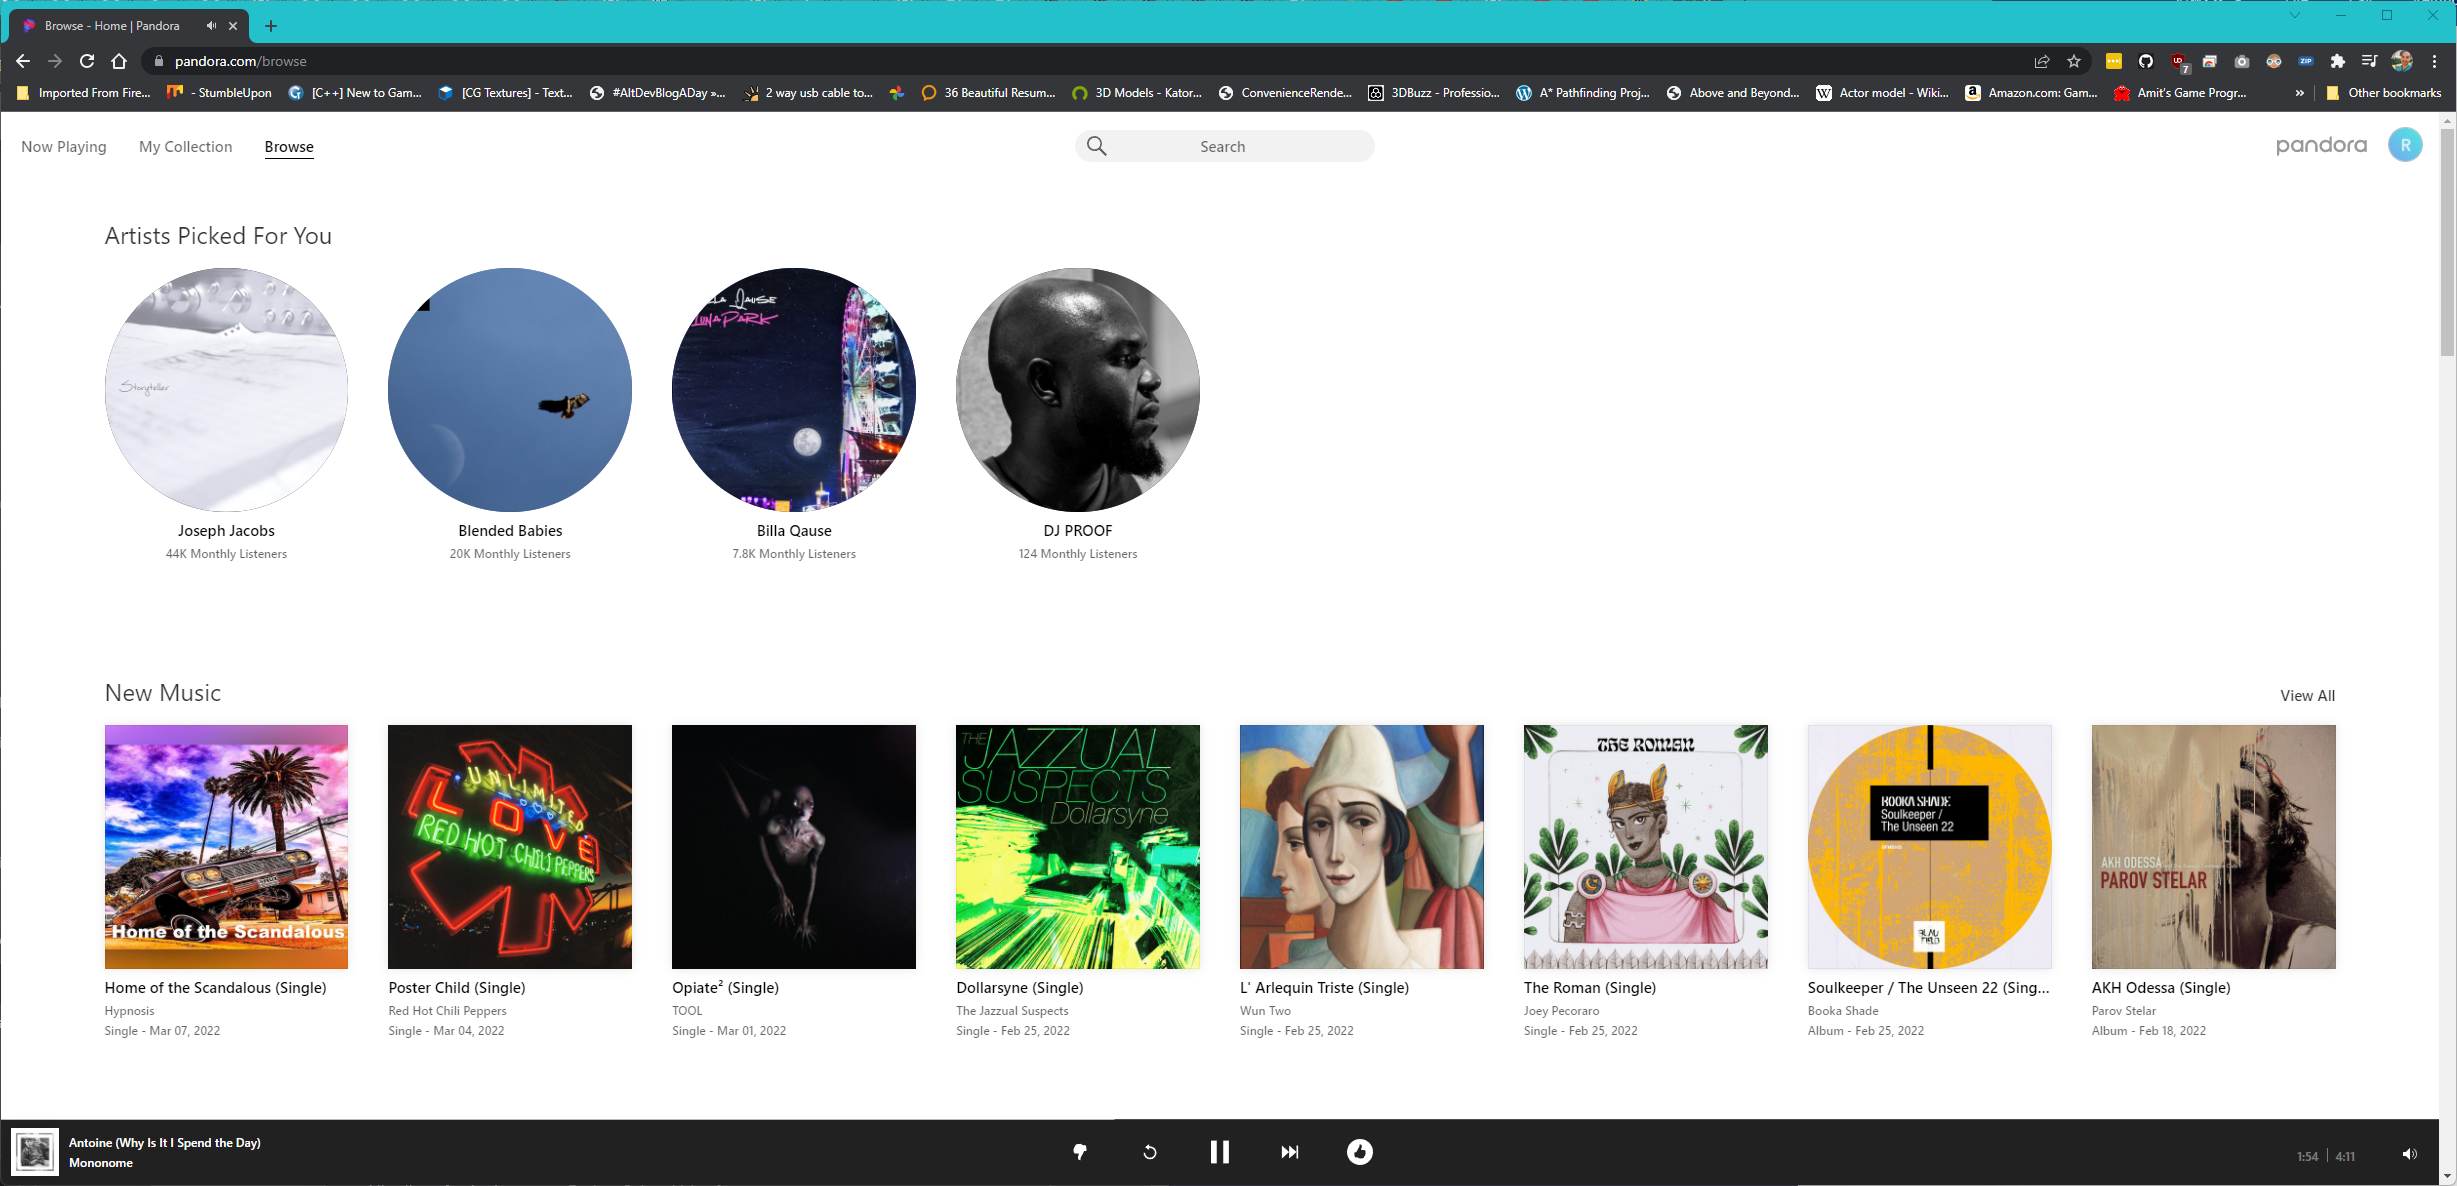 Browse - Home | Pandora
pandora.com/browse
Imported From Fire...
- StumbleUpon
[C++] New to Gam...
[CG Textures] - Text...
#AltDevBlogADay »...
2 way usb cable to...
36 Beautiful Resum...
3D Models - Kator...
ConvenienceRende...
3DBuzz - Professio...
A* Pathfinding Proj...
Above and Beyond...
Actor model - Wiki...
Amazon.com: Gam...
Amit's Game Progr...
»
Other bookmarks
Now Playing
My Collection
Browse
Search
pandora
R
Artists Picked For You
Storyteller
LUNA PARK
Joseph Jacobs
44K Monthly Listeners
Blended Babies
20K Monthly Listeners
Billa Qause
7.8K Monthly Listeners
DJ PROOF
124 Monthly Listeners
New Music
View All
Home of the Scandalous
UNLIMITED
LOVE
RED HOT CHILI PEPPERS
THE JAZZUAL
SUSPECTS
Dollarsyne
THE ROMAN
BOOKA SHADE
Soulkeeper /
The Unseen 22
AKH ODESSA
PAROV STELAR
Home of the Scandalous (Single)
Hypnosis
Single - Mar 07, 2022
Poster Child (Single)
Red Hot Chili Peppers
Single - Mar 04, 2022
Opiate² (Single)
TOOL
Single - Mar 01, 2022
Dollarsyne (Single)
The Jazzual Suspects
Single - Feb 25, 2022
L' Arlequin Triste (Single)
Wun Two
Single - Feb 25, 2022
The Roman (Single)
Joey Pecoraro
Single - Feb 25, 2022
Soulkeeper / The Unseen 22 (Sing...
Booka Shade
Album - Feb 25, 2022
AKH Odessa (Single)
Parov Stelar
Album - Feb 18, 2022
Antoine (Why Is It I Spend the Day)
Mononome
1:54 | 4:11